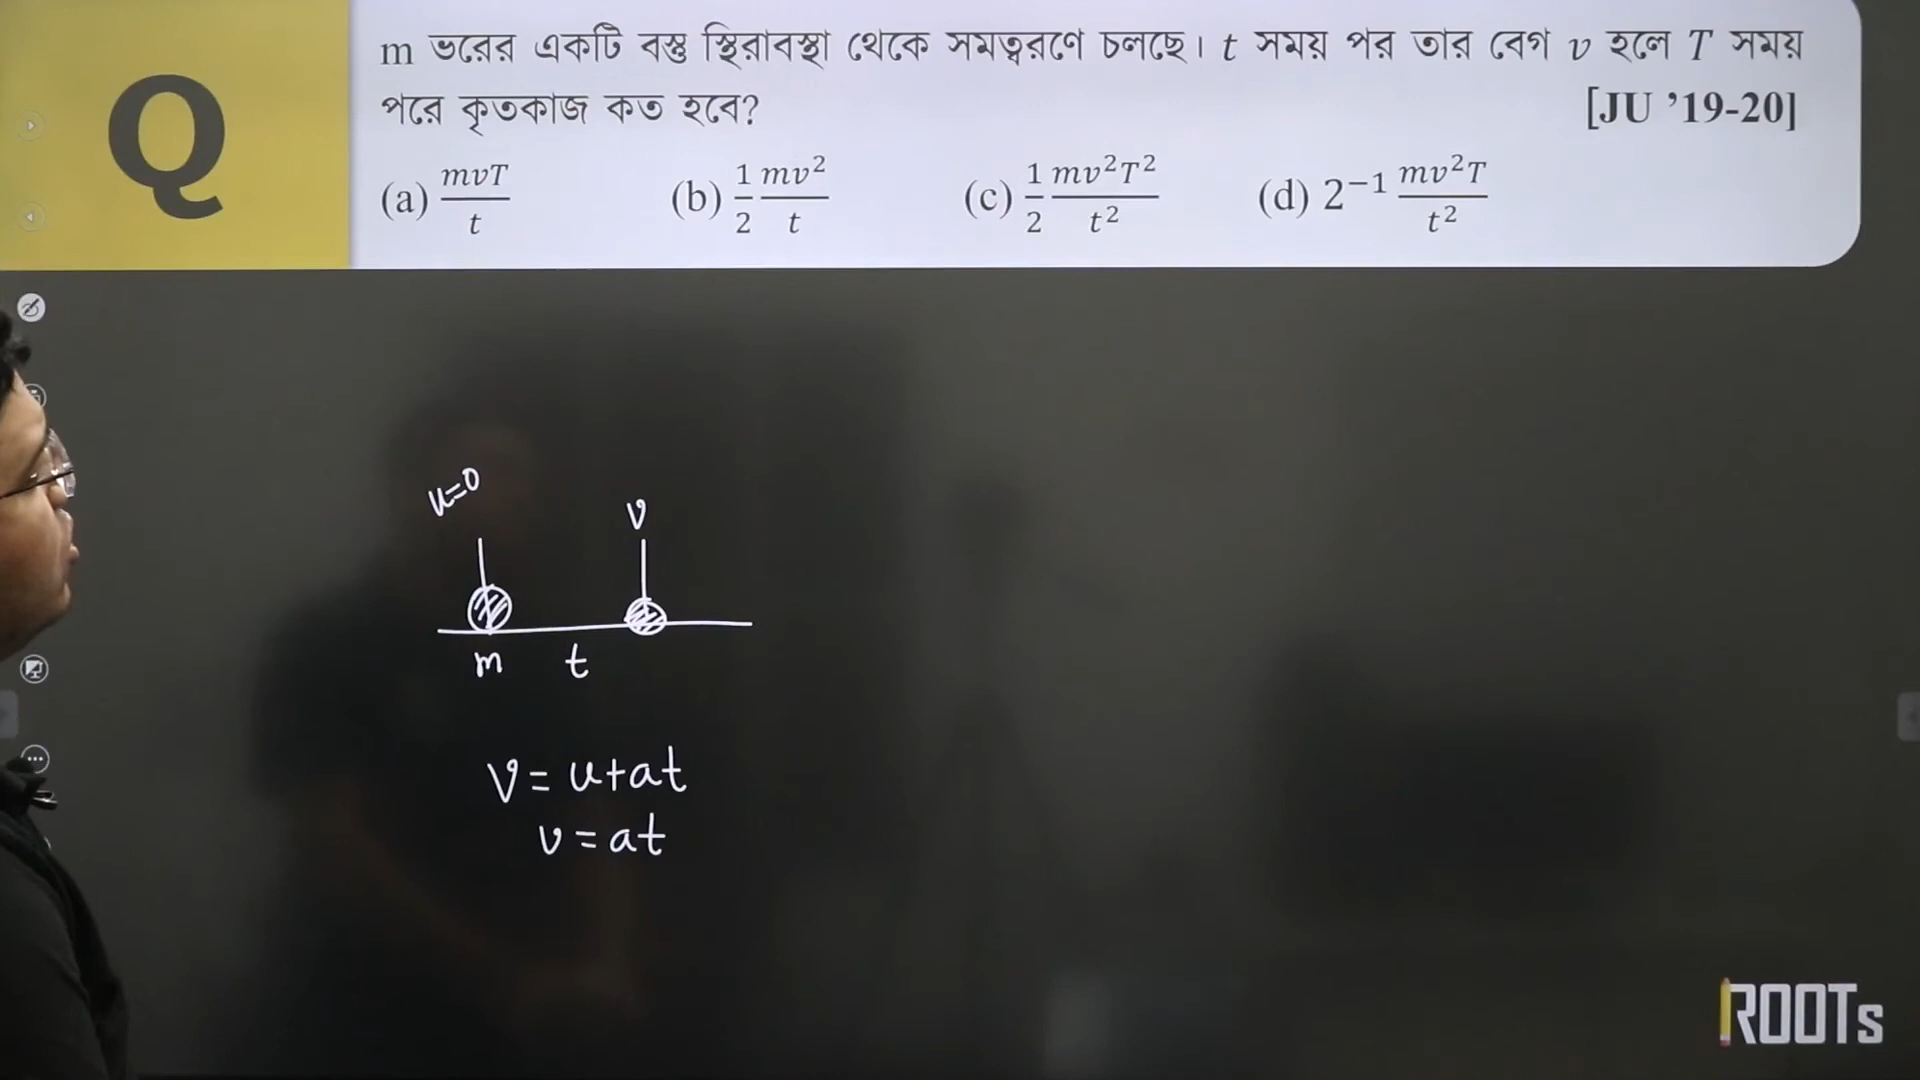 Q
m ভরের একটি বস্তু স্থিরাবস্থা থেকে সমত্বরণে চলছে। t সময় পর তার বেগ v হলে T সময়
পরে কৃতকাজ কত হবে? [JU ’19-20]
(a) mvT/t (b) 1/2 mv²/t (c) 1/2 mv²T²/t² (d) 2⁻¹ mv²T/t²
u=0
v
m t
V = u+at
v = at
ROOTs